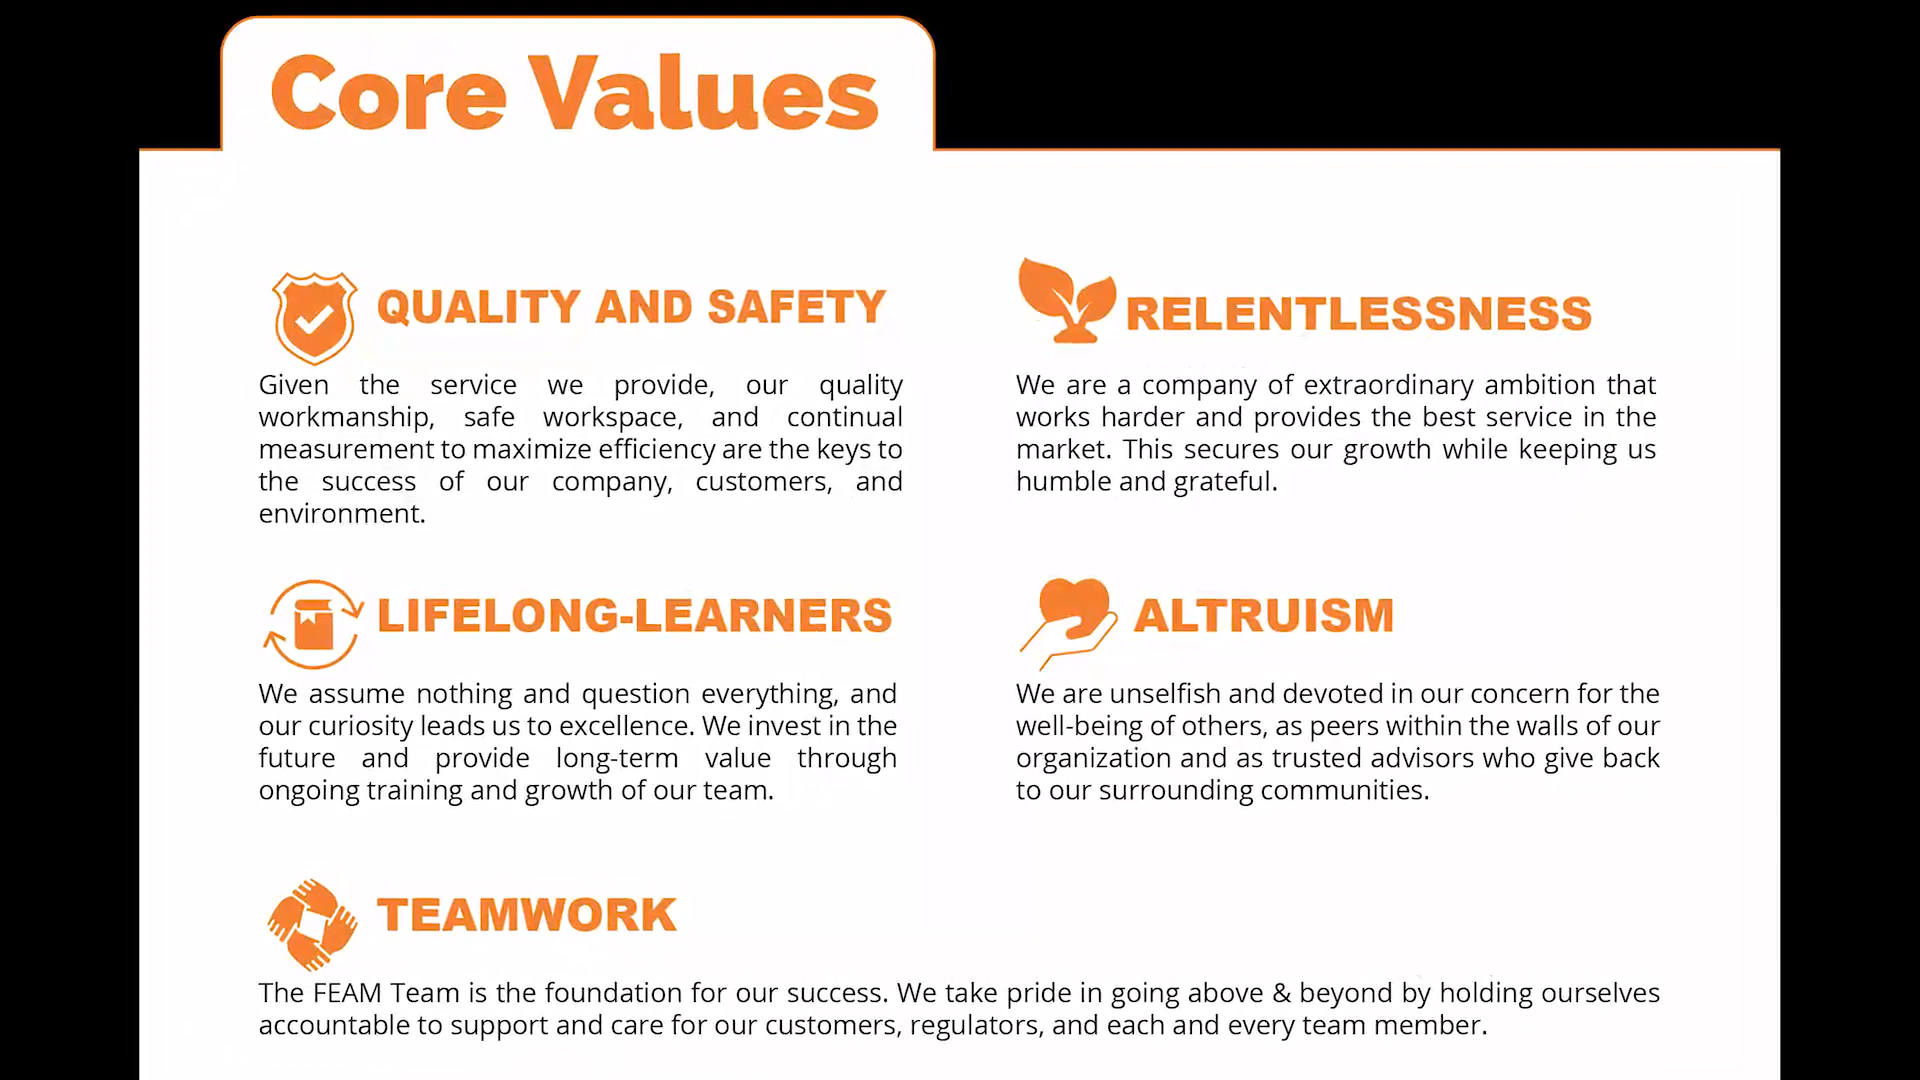 Core Values
QUALITY AND SAFETY
Given the service we provide, our quality
workmanship, safe workspace, and continual
measurement to maximize efficiency are the keys to
the success of our company, customers, and
environment.
RELENTLESSNESS
We are a company of extraordinary ambition that
works harder and provides the best service in the
market. This secures our growth while keeping us
humble and grateful.
LIFELONG-LEARNERS
We assume nothing and question everything, and
our curiosity leads us to excellence. We invest in the
future and provide long-term value through
ongoing training and growth of our team.
ALTRUISM
We are unselfish and devoted in our concern for the
well-being of others, as peers within the walls of our
organization and as trusted advisors who give back
to our surrounding communities.
TEAMWORK
The FEAM Team is the foundation for our success. We take pride in going above & beyond by holding ourselves
accountable to support and care for our customers, regulators, and each and every team member.